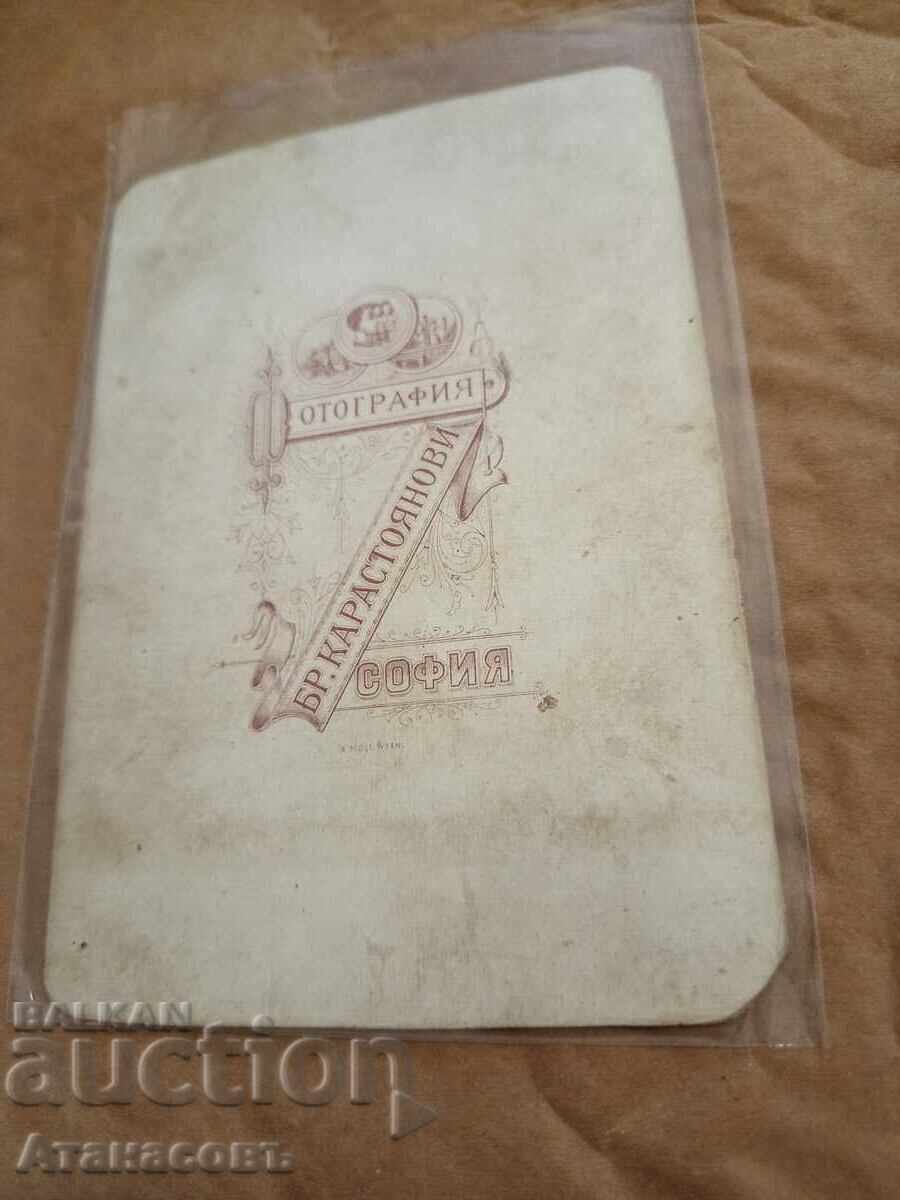 ФОТОГРАФИЯ
БР. КАРАСТОЯНОВИ
СОФИЯ
BALKAN
auction
Атанасовъ